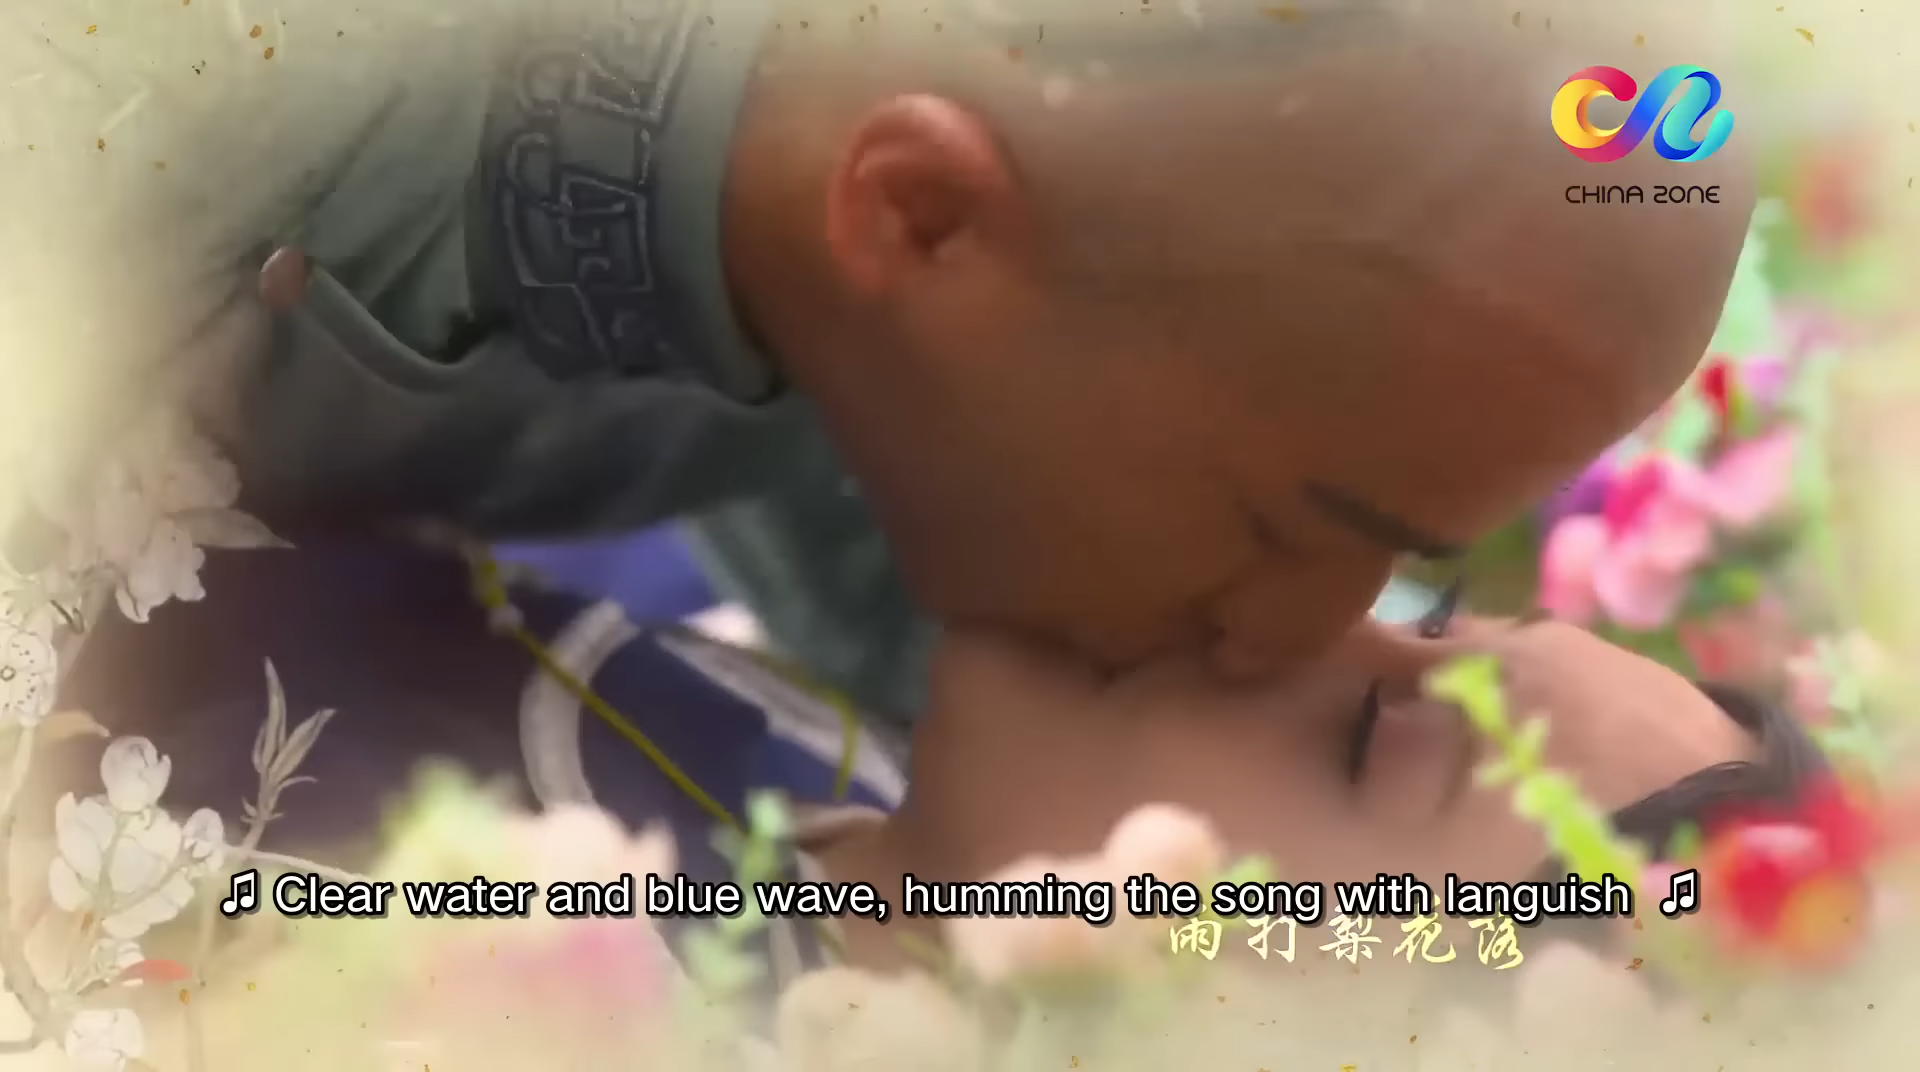 CHINA ZONE
♫ Clear water and blue wave, humming the song with languish ♫
雨打梨花落